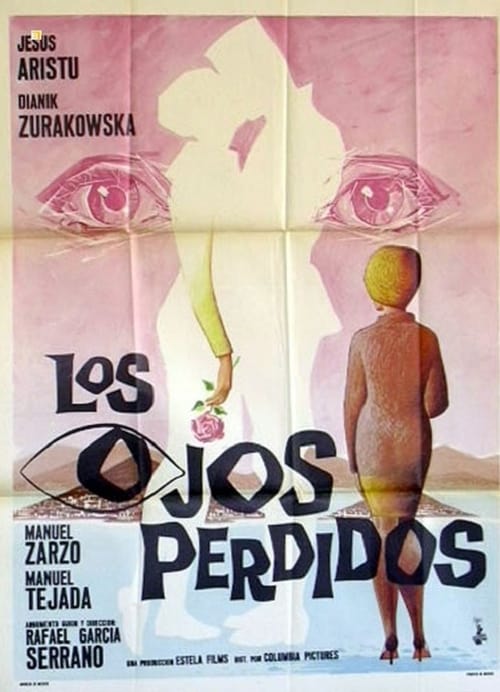 JESUS
ARISTU
DIANIK
ZURAKOWSKA
LOS
OJOS
PERDIDOS
MANUEL
ZARZO
MANUEL
TEJADA
ARGUMENTO GUION Y DIRECCION
RAFAEL GARCIA
SERRANO
UNA PRODUCCION ESTELA FILMS DIST. POR COLUMBIA PICTURES